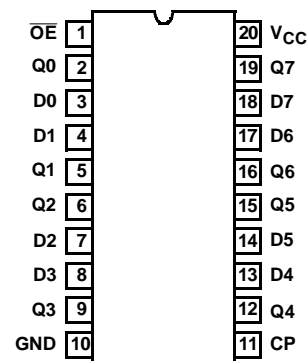 O̅E̅ 1 20 VCC
Q0 2 19 Q7
D0 3 18 D7
D1 4 17 D6
Q1 5 16 Q6
Q2 6 15 Q5
D2 7 14 D5
D3 8 13 D4
Q3 9 12 Q4
GND 10 11 CP